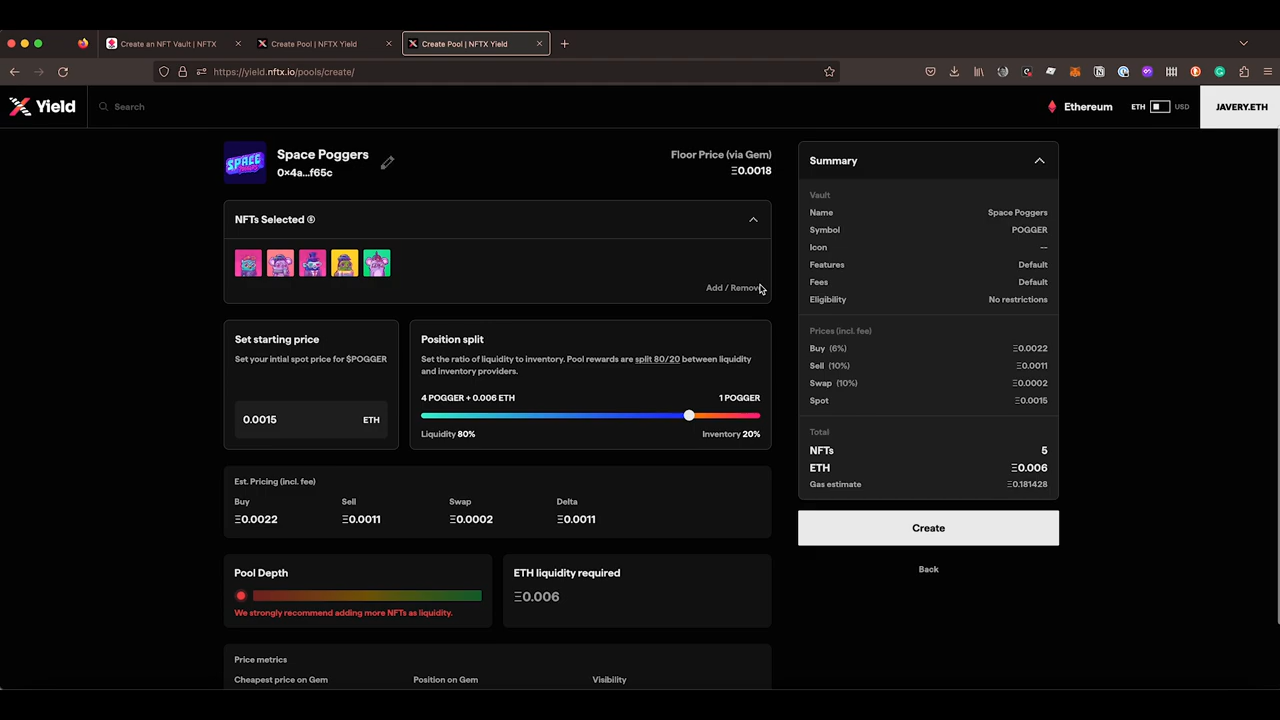 Create an NFT Vault | NFTX
Create Pool | NFTX Yield
Create Pool | NFTX Yield
https://yield.nftx.io/pools/create/
Yield
Search
Ethereum
ETH
USD
JAVERY.ETH
SPACE
Space Poggers
0×4a...f65c
Floor Price (via Gem)
Ξ0.0018
NFTs Selected ⑤
Add / Remove
Set starting price
Set your intial spot price for $POGGER
0.0015 ETH
Position split
Set the ratio of liquidity to inventory. Pool rewards are split 80/20 between liquidity
and inventory providers.
4 POGGER + 0.006 ETH 1 POGGER
Liquidity 80% Inventory 20%
Est. Pricing (incl. fee)
Buy Sell Swap Delta
Ξ0.0022 Ξ0.0011 Ξ0.0002 Ξ0.0011
Pool Depth
We strongly recommend adding more NFTs as liquidity.
ETH liquidity required
Ξ0.006
Price metrics
Cheapest price on Gem Position on Gem Visibility
Summary
Vault
Name Space Poggers
Symbol POGGER
Icon --
Features Default
Fees Default
Eligibility No restrictions
Prices (incl. fee)
Buy (6%) Ξ0.0022
Sell (10%) Ξ0.0011
Swap (10%) Ξ0.0002
Spot Ξ0.0015
Total
NFTs 5
ETH Ξ0.006
Gas estimate Ξ0.181428
Create
Back